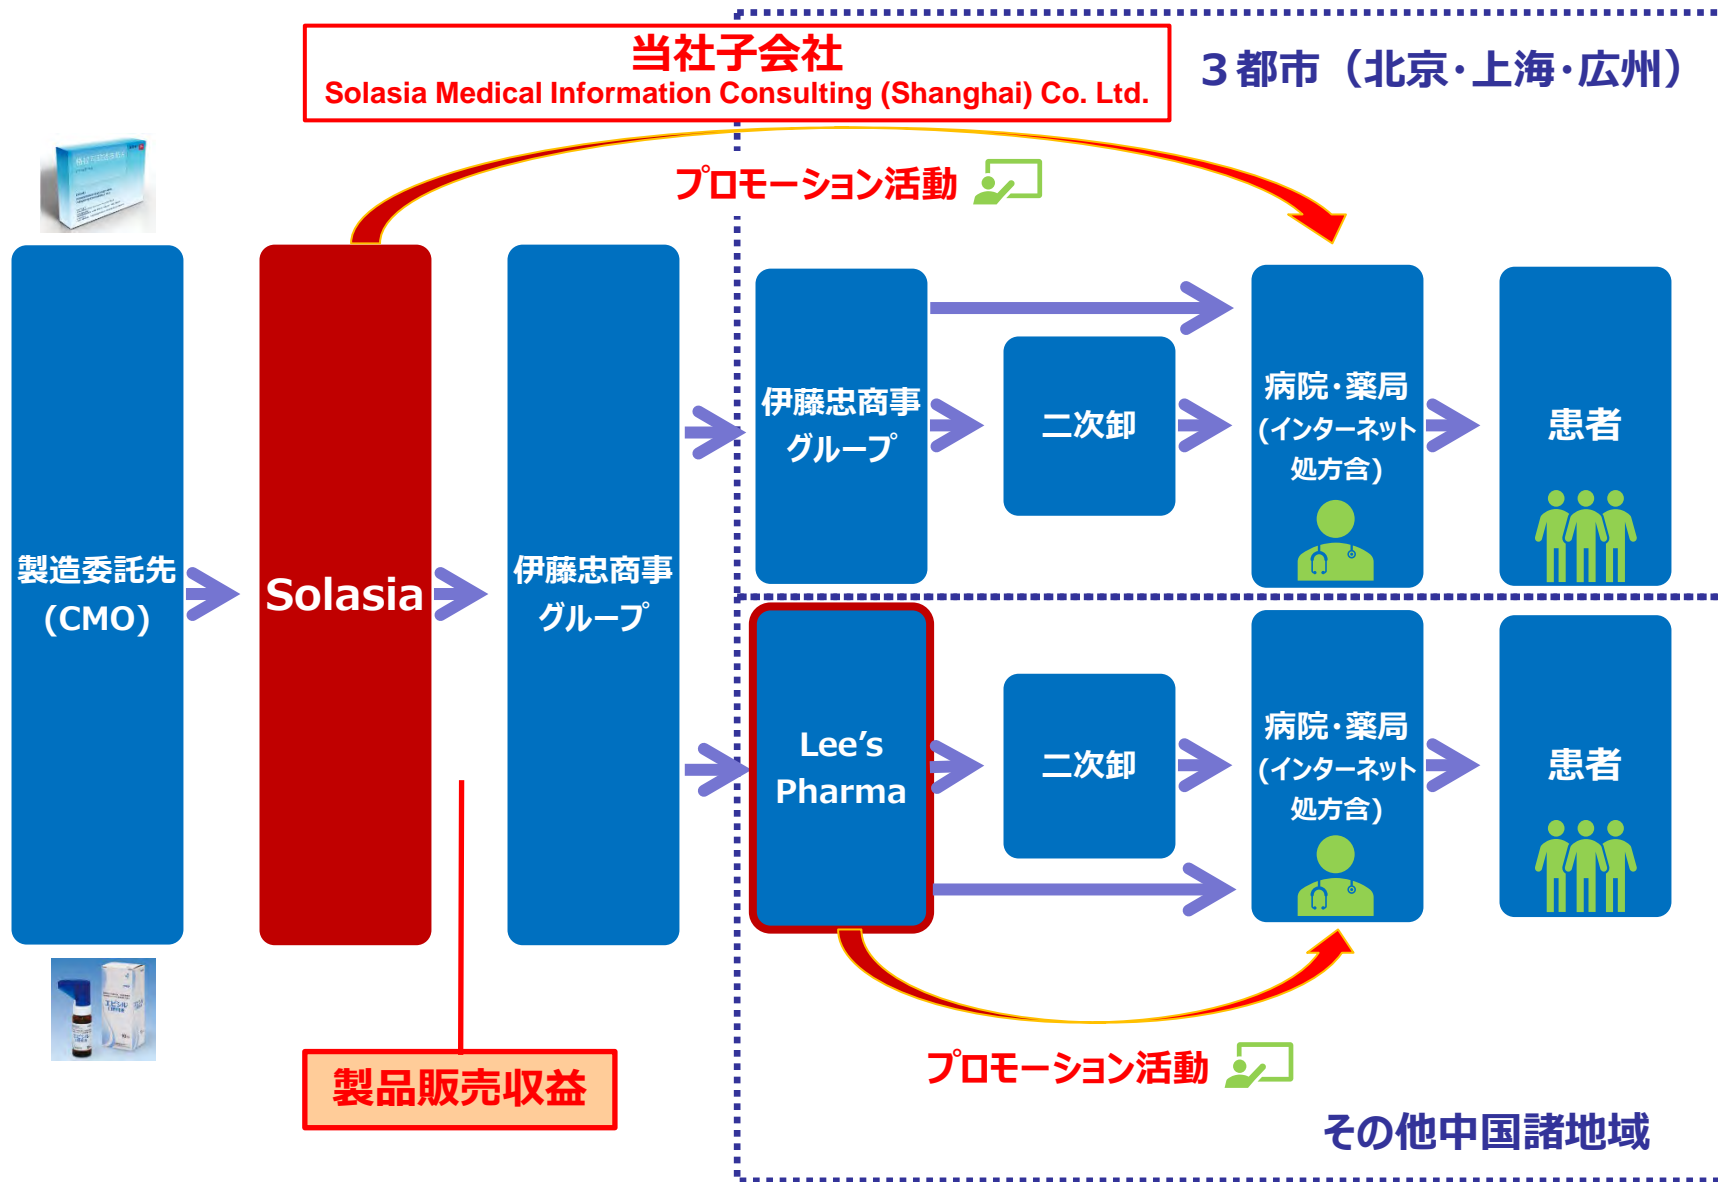 当社子会社
Solasia Medical Information Consulting (Shanghai) Co. Ltd.
3都市（北京･上海･広州）
プロモーション活動
製造委託先
(CMO)
Solasia
伊藤忠商事
グループ
伊藤忠商事
グループ
二次卸
病院･薬局
(インターネット
処方含)
患者
Lee’s
Pharma
二次卸
病院･薬局
(インターネット
処方含)
患者
エピシル
プロモーション活動
製品販売収益
その他中国諸地域